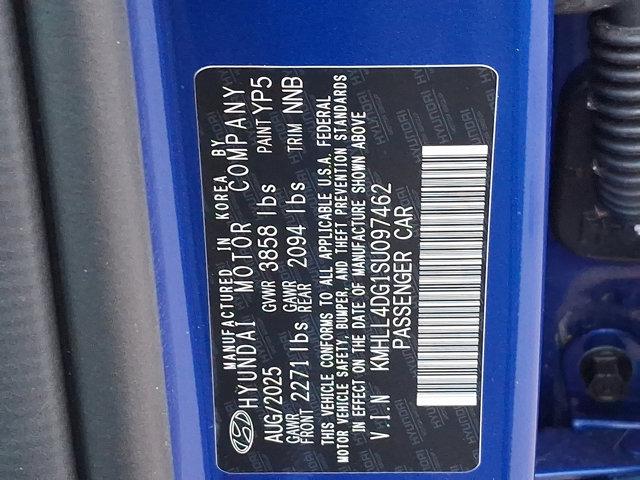 MANUFACTURED IN KOREA BY
HYUNDAI MOTOR COMPANY
AUG/2025 GVWR 3858 lbs PAINT YP5
GAWR FRONT 2271lbs GAWR REAR 2094 lbs TRIM NNB
THIS VEHICLE CONFORMS TO ALL APPLICABLE U.S.A. FEDERAL
MOTOR VEHICLE SAFETY, BUMPER, AND THEFT PREVENTION STANDARDS
IN EFFECT ON THE DATE OF MANUFACTURE SHOWN ABOVE
V.I.N KMHLL4DG1SU097462
PASSENGER CAR